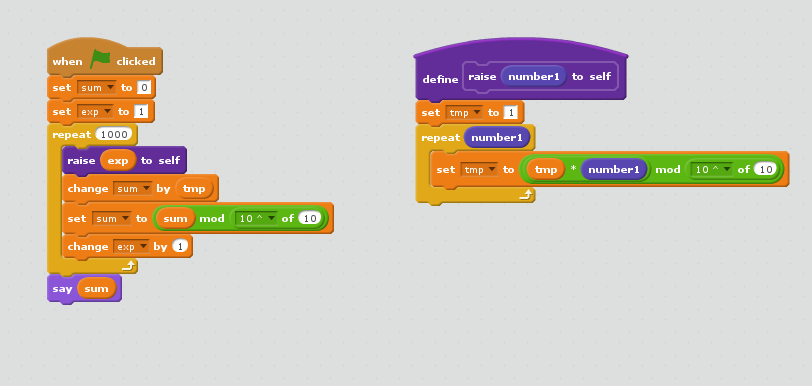 when clicked
set sum to 0
set exp to 1
repeat 1000
raise exp to self
change sum by tmp
set sum to sum mod 10 ^ of 10
change exp by 1
say sum
define raise number1 to self
set tmp to 1
repeat number1
set tmp to tmp * number1 mod 10 ^ of 10